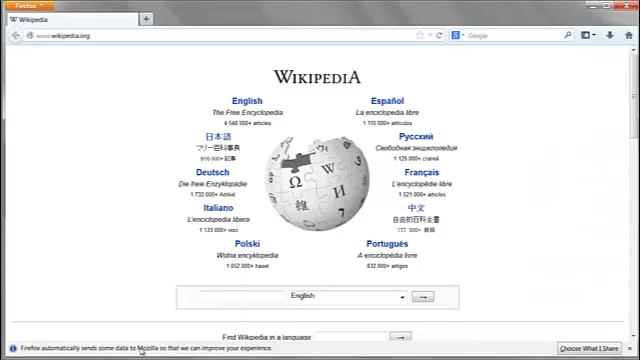 Firefox
Wikipedia
www.wikipedia.org
Google
WIKIPEDIA
English
The Free Encyclopedia
4 548 000+ articles
Español
La enciclopedia libre
1 110 000+ artículos
日本語
フリー百科事典
916 000+ 記事
Русский
Свободная энциклопедия
1 126 000+ статей
Deutsch
Die freie Enzyklopädie
1 732 000+ Artikel
Français
L'encyclopédie libre
1 521 000+ articles
Italiano
L'enciclopedia libera
1 133 000+ voci
中文
自由的百科全書
Polski
Wolna encyklopedia
1 052 000+ haseł
Português
A enciclopédia livre
832 000+ artigos
English
Find Wikipedia in a language
Firefox automatically sends some data to Mozilla so that we can improve your experience.
Choose What I Share